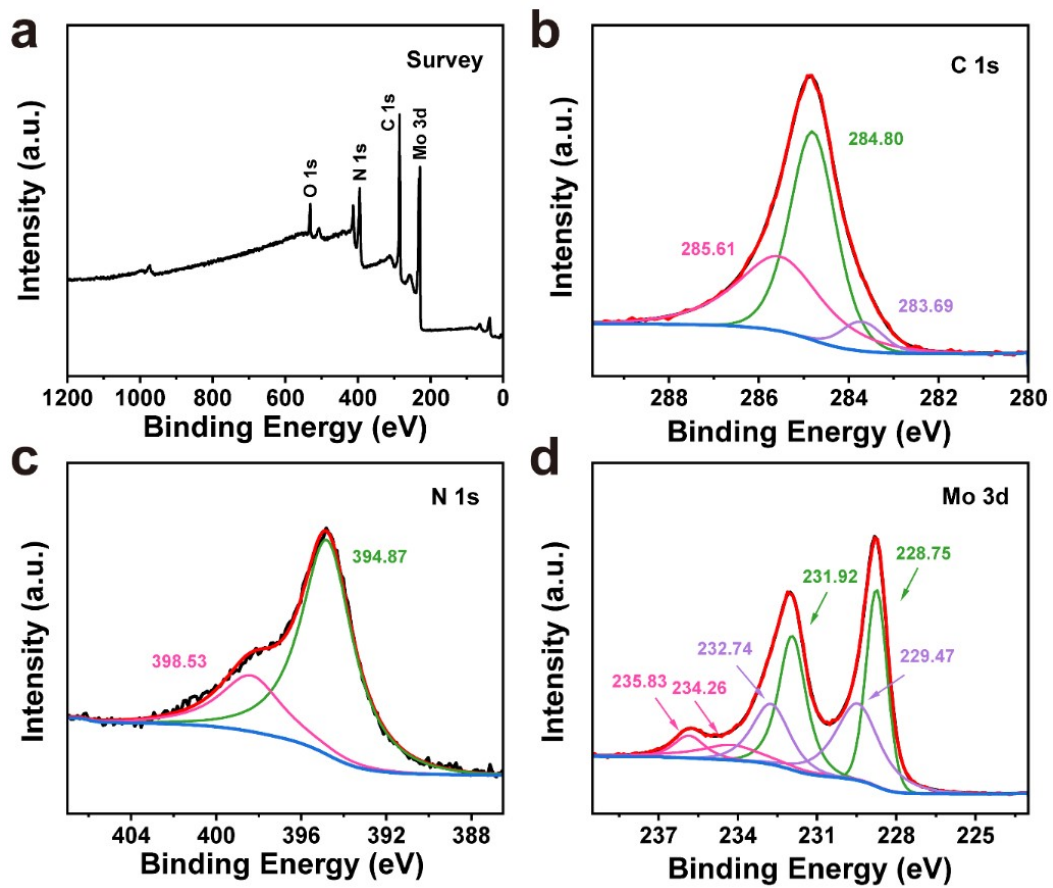 a
Survey
O 1s
N 1s
C 1s
Mo 3d
Intensity (a.u.)
1200 1000 800 600 400 200 0
Binding Energy (eV)
b
C 1s
284.80
285.61
283.69
Intensity (a.u.)
288 286 284 282 280
Binding Energy (eV)
c
N 1s
394.87
398.53
Intensity (a.u.)
404 400 396 392 388
Binding Energy (eV)
d
Mo 3d
228.75
231.92
232.74
229.47
235.83
234.26
Intensity (a.u.)
237 234 231 228 225
Binding Energy (eV)